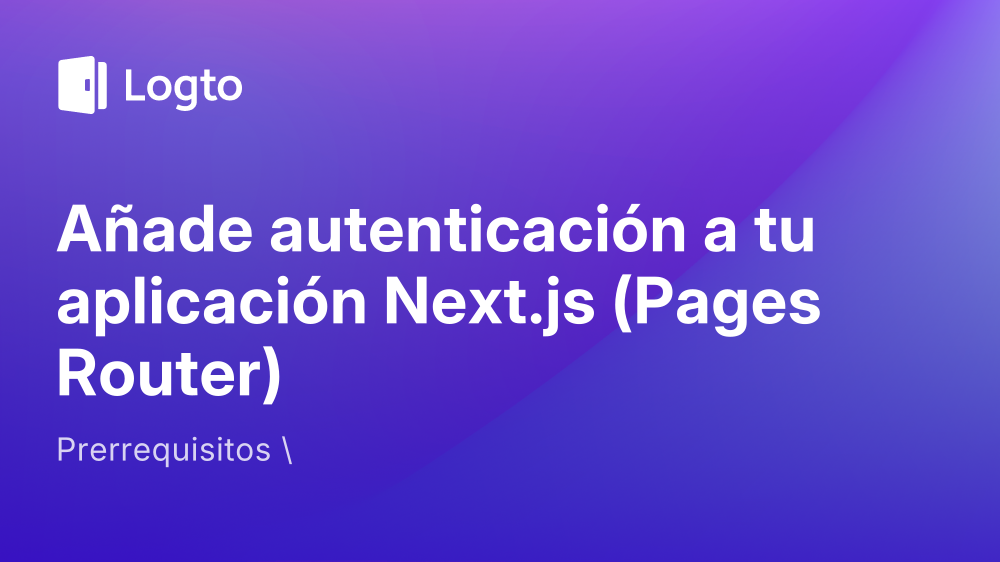 Logto
Añade autenticación a tu
aplicación Next.js (Pages
Router)
Prerrequisitos \